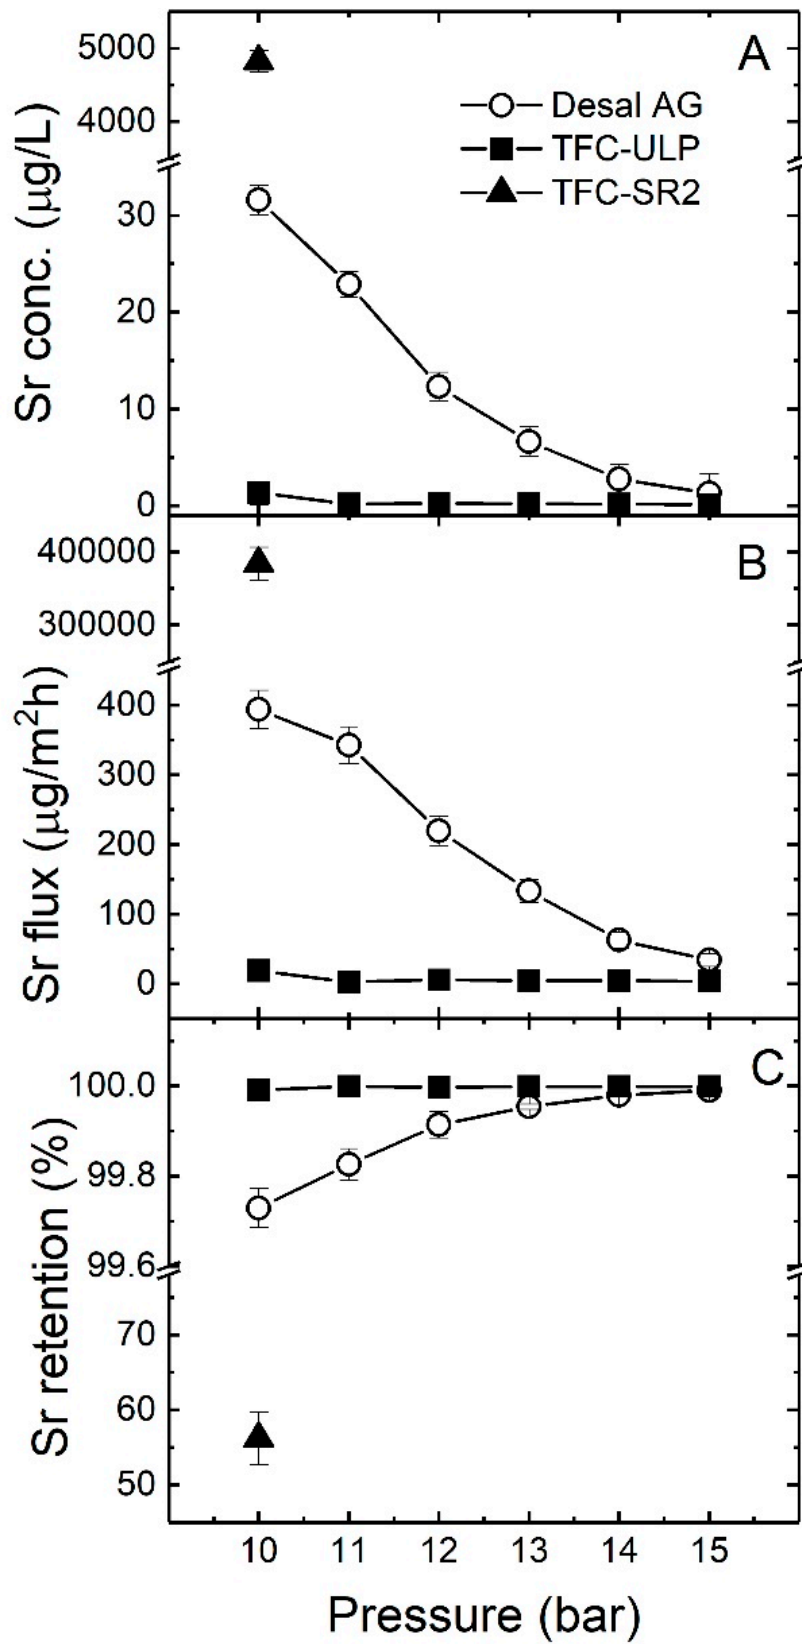 A
Desal AG
TFC-ULP
TFC-SR2
Sr conc. (μg/L)
5000
4000
30
20
10
0
B
Sr flux (μg/m²h)
400000
300000
400
300
200
100
0
C
Sr retention (%)
100.0
99.8
99.6
70
60
50
10 11 12 13 14 15
Pressure (bar)